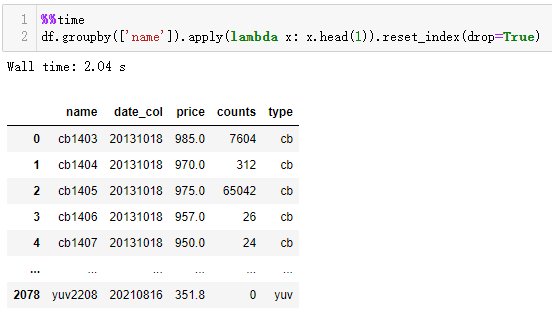 1 %%time
2 df.groupby(['name']).apply(lambda x: x.head(1)).reset_index(drop=True)
Wall time: 2.04 s
name date_col price counts type
0 cb1403 20131018 985.0 7604 cb
1 cb1404 20131018 970.0 312 cb
2 cb1405 20131018 975.0 65042 cb
3 cb1406 20131018 957.0 26 cb
4 cb1407 20131018 950.0 24 cb
... ... ... ... ... ...
2078 yuv2208 20210816 351.8 0 yuv